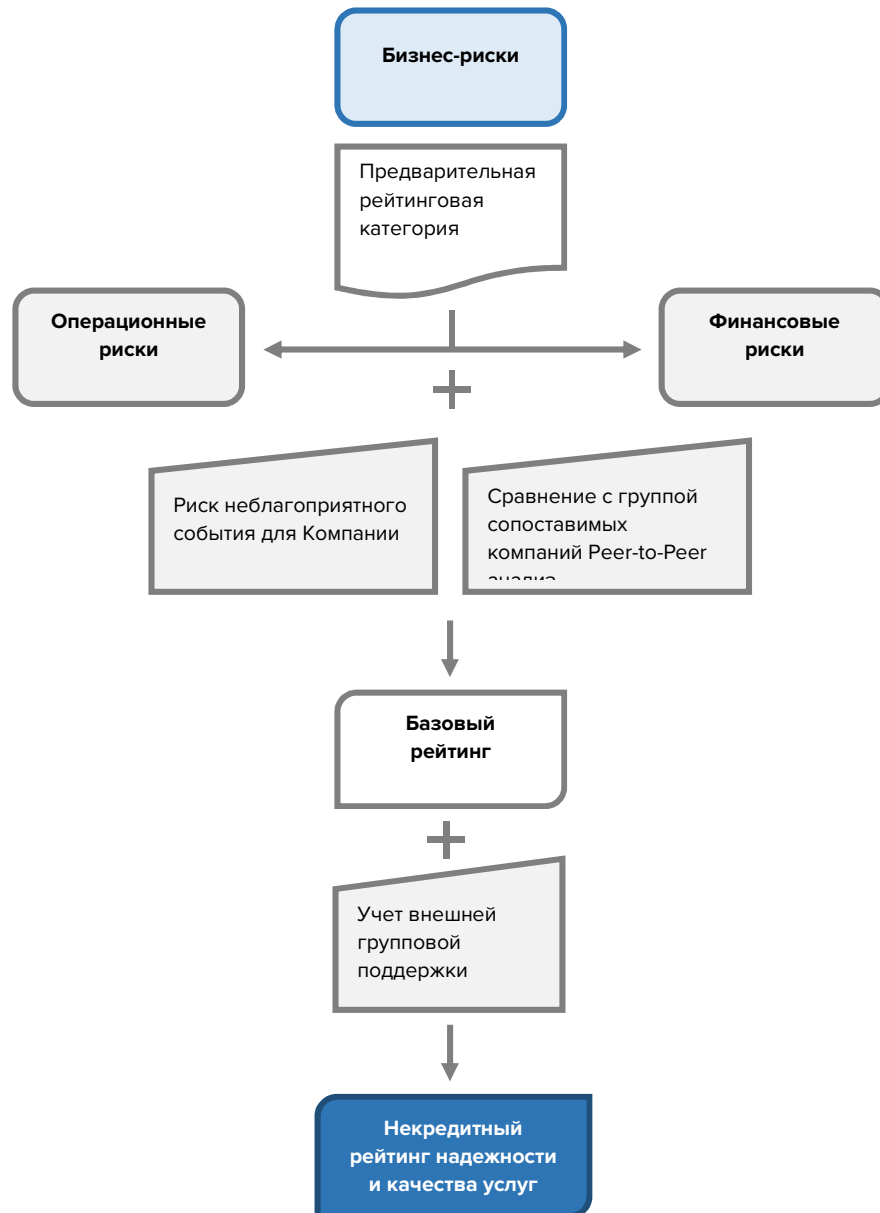 Бизнес-риски
Предварительная
рейтинговая
категория
Операционные
риски
Финансовые
риски
Риск неблагоприятного
события для Компании
Сравнение с группой
сопоставимых
компаний Peer-to-Peer
анализ
Базовый
рейтинг
Учет внешней
групповой
поддержки
Некредитный
рейтинг надежности
и качества услуг